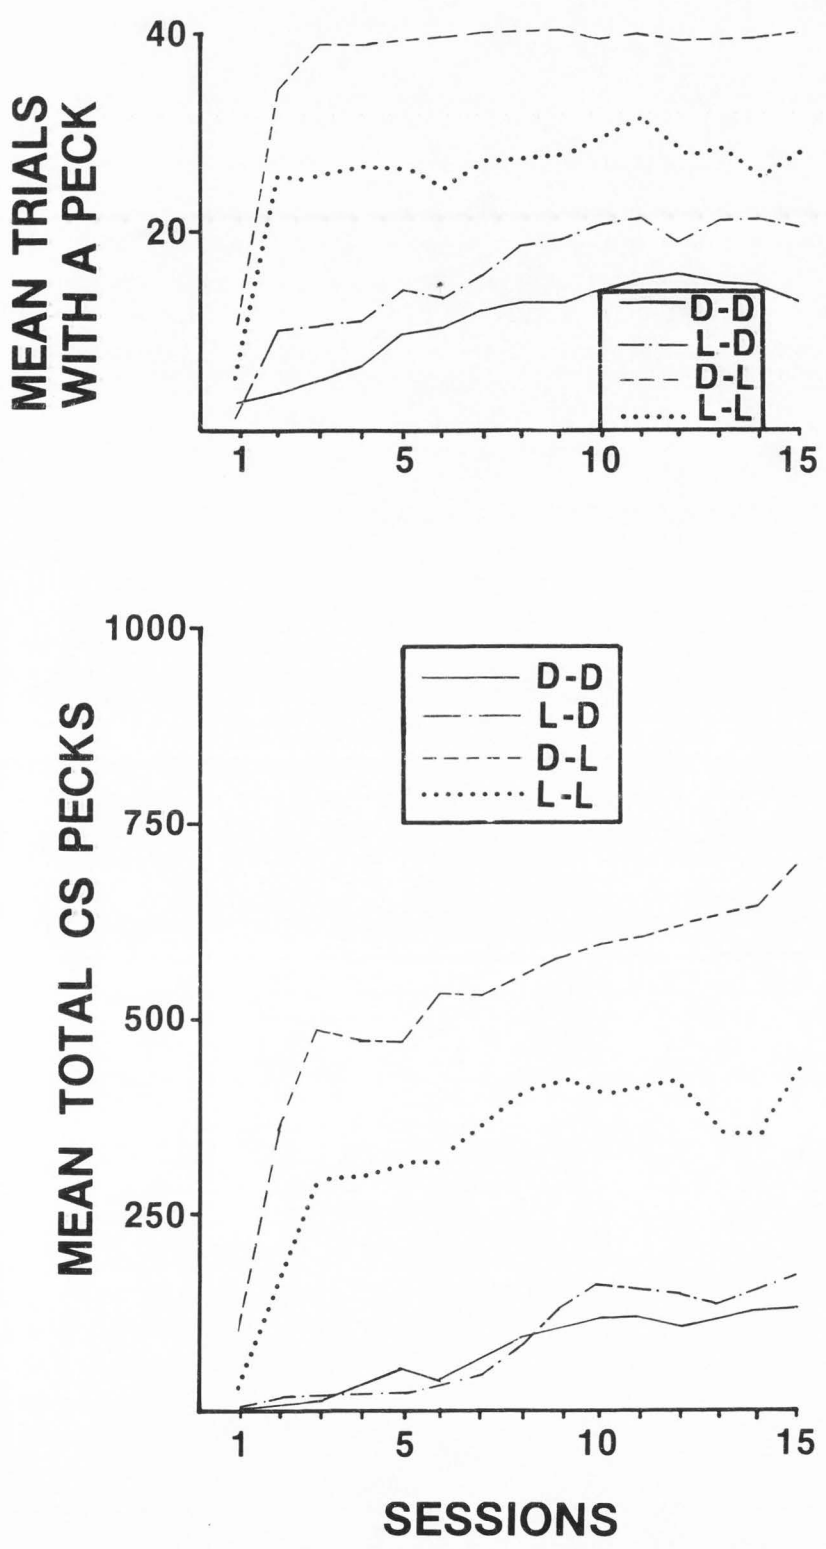 MEAN TRIALS
WITH A PECK
40
20
D-D
L-D
D-L
L-L
1 5 10 15
MEAN TOTAL CS PECKS
1000
750
500
250
D-D
L-D
D-L
L-L
1 5 10 15
SESSIONS